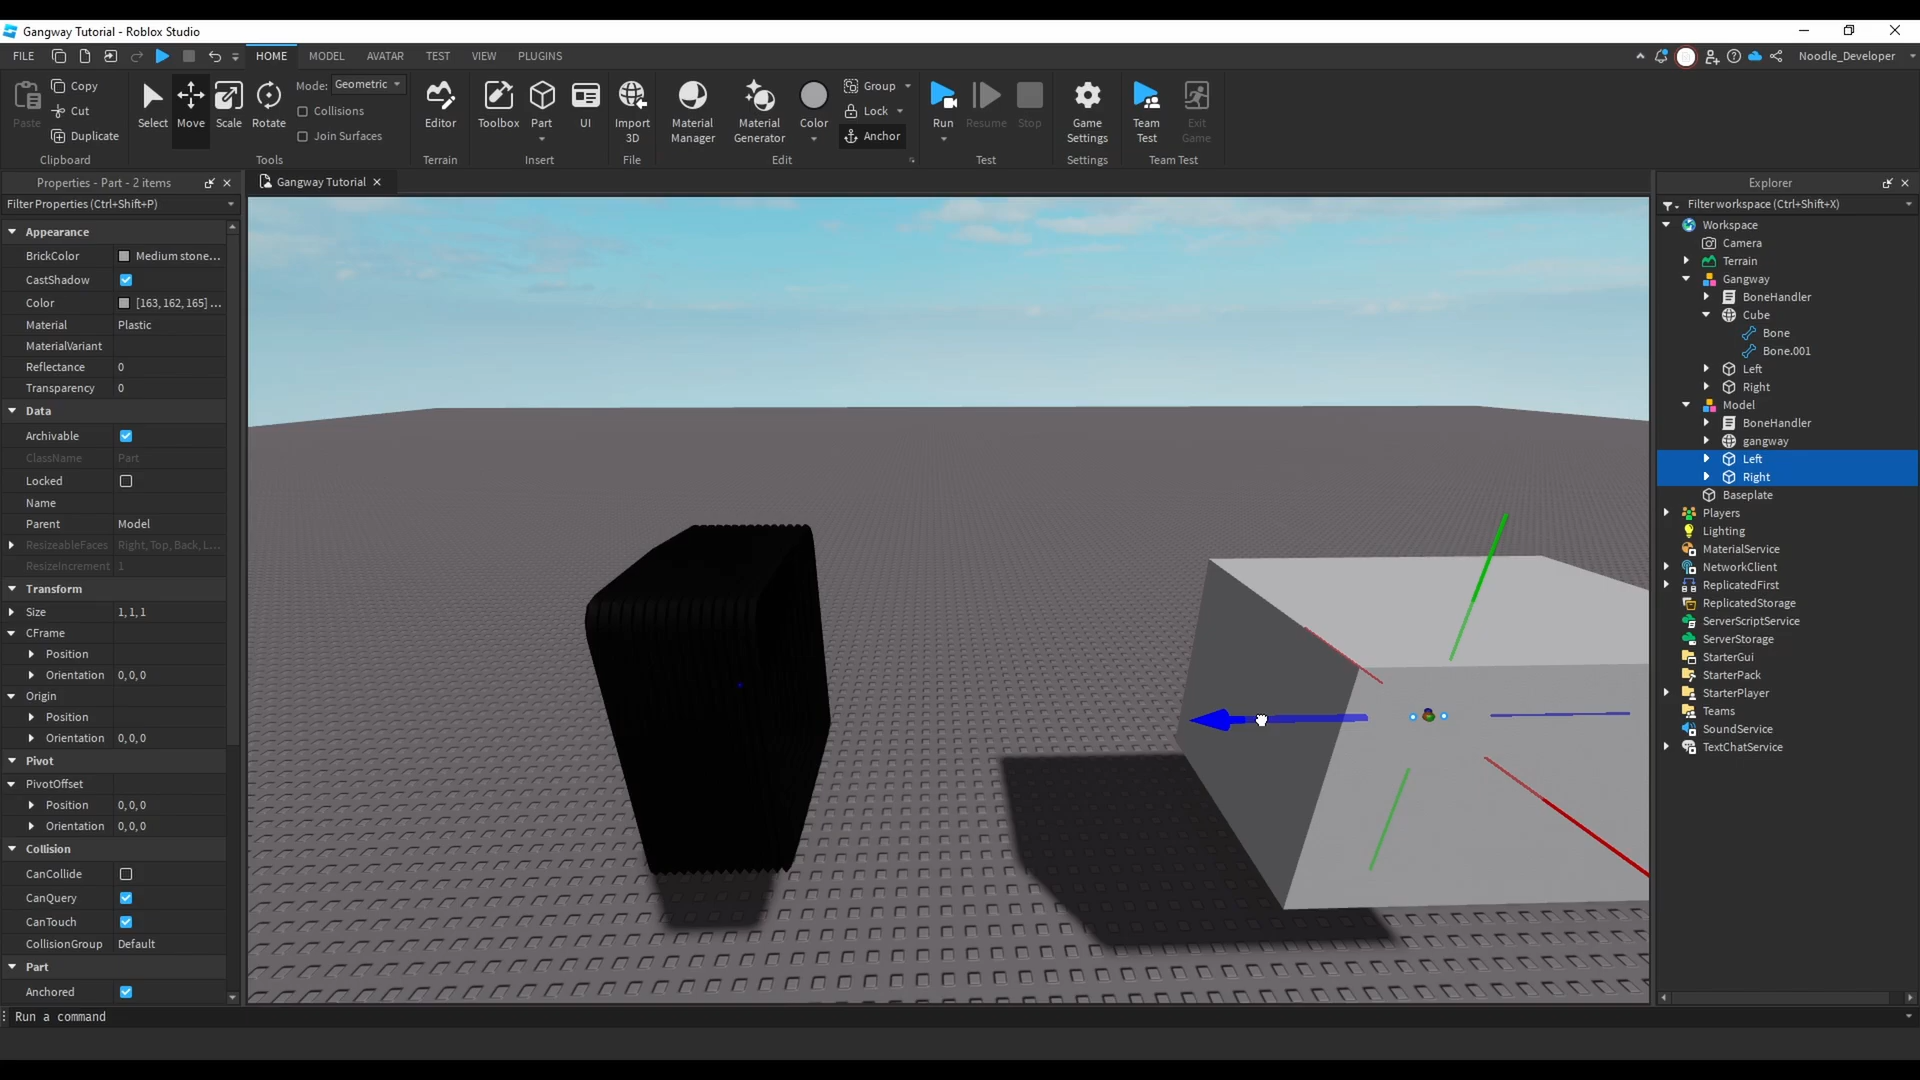 Gangway Tutorial - Roblox Studio
FILE HOME MODEL AVATAR TEST VIEW PLUGINS Noodle_Developer
Paste Copy Cut Duplicate
Clipboard
Select Move Scale Rotate
Mode: Geometric
Collisions
Join Surfaces
Tools
Editor
Terrain
Toolbox Part UI
Insert
Import 3D
File
Material Manager
Material Generator
Color
Group
Lock
Anchor
Edit
Run Resume Stop
Test
Game Settings
Settings
Team Test
Exit Game
Team Test
Properties - Part - 2 items
Filter Properties (Ctrl+Shift+P)
Appearance
BrickColor Medium stone...
CastShadow
Color [163, 162, 165] ...
Material Plastic
MaterialVariant
Reflectance 0
Transparency 0
Data
Archivable
ClassName Part
Locked
Name
Parent Model
ResizeableFaces Right, Top, Back, L...
ResizeIncrement 1
Transform
Size 1, 1, 1
CFrame
Position
Orientation 0, 0, 0
Origin
Position
Orientation 0, 0, 0
Pivot
PivotOffset
Position 0, 0, 0
Orientation 0, 0, 0
Collision
CanCollide
CanQuery
CanTouch
CollisionGroup Default
Part
Anchored
Gangway Tutorial
Explorer
Filter workspace (Ctrl+Shift+X)
Workspace
Camera
Terrain
Gangway
BoneHandler
Cube
Bone
Bone.001
Left
Right
Model
BoneHandler
gangway
Left
Right
Baseplate
Players
Lighting
MaterialService
NetworkClient
ReplicatedFirst
ReplicatedStorage
ServerScriptService
ServerStorage
StarterGui
StarterPack
StarterPlayer
Teams
SoundService
TextChatService
Run a command